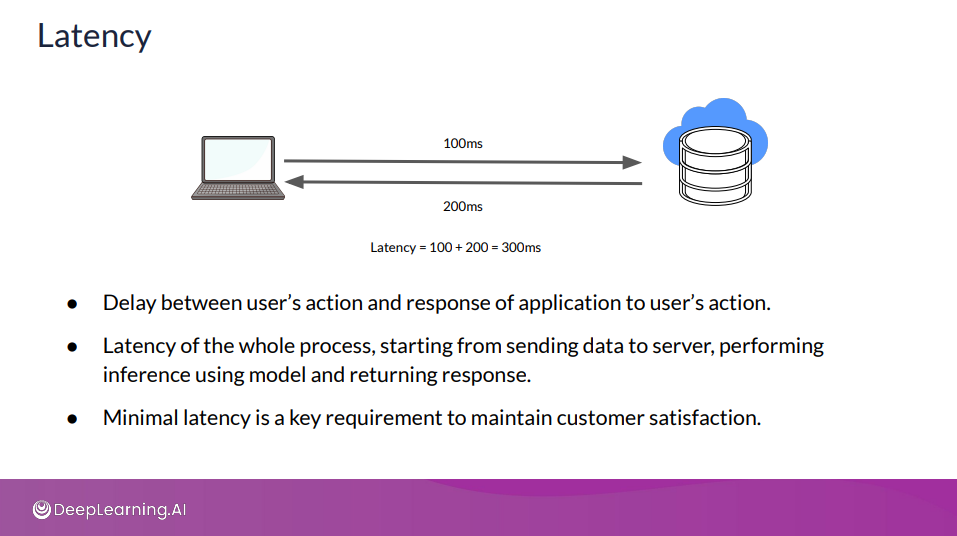 Latency
100ms
200ms
Latency = 100 + 200 = 300ms
● Delay between user’s action and response of application to user’s action.
● Latency of the whole process, starting from sending data to server, performing
inference using model and returning response.
● Minimal latency is a key requirement to maintain customer satisfaction.
DeepLearning.AI